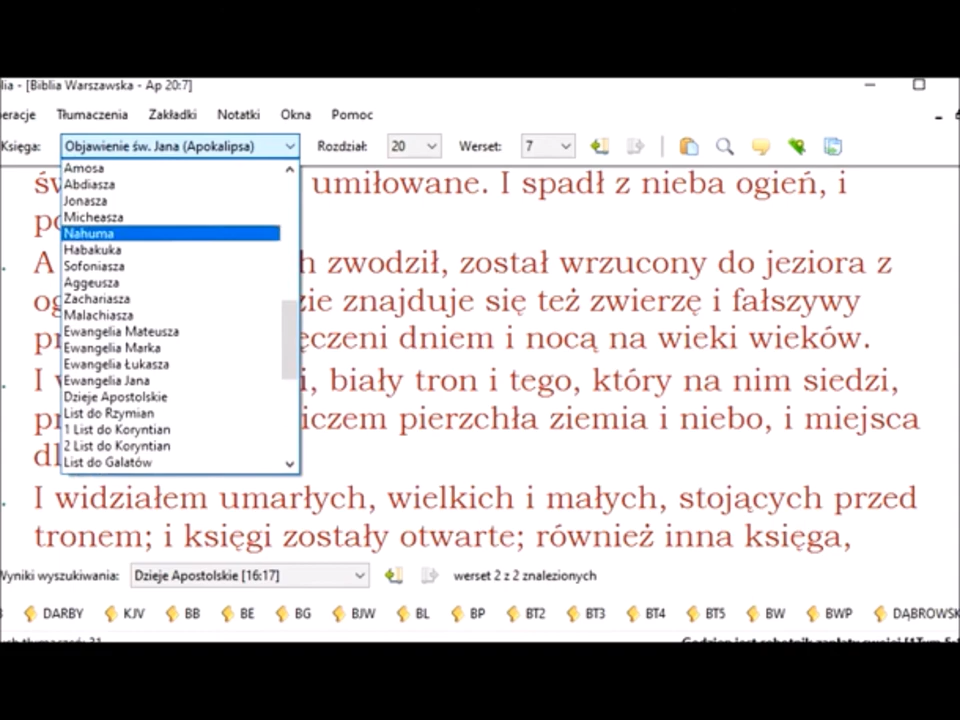 lia - [Biblia Warszawska - Ap 20:7]
eracje Tłumaczenia Zakładki Notatki Okna Pomoc
Księga: Objawienie św. Jana (Apokalipsa) Rozdział: 20 Werset: 7
Amosa
Abdiasza
Jonasza
Micheasza
Nahuma
Habakuka
Sofoniasza
Aggeusza
Zachariasza
Malachiasza
Ewangelia Mateusza
Ewangelia Marka
Ewangelia Łukasza
Ewangelia Jana
Dzieje Apostolskie
List do Rzymian
1 List do Koryntian
2 List do Koryntian
List do Galatów
umiłowane. I spadł z nieba ogień, i
A h zwodził, został wrzucony do jeziora z
og zie znajduje się też zwierzę i fałszywy
ęczeni dniem i nocą na wieki wieków.
I i, biały tron i tego, który na nim siedzi,
iczem pierzchła ziemia i niebo, i miejsca
dl
I widziałem umarłych, wielkich i małych, stojących przed
tronem; i księgi zostały otwarte; również inna księga,
Wyniki wyszukiwania: Dzieje Apostolskie [16:17] werset 2 z 2 znalezionych
DARBY KJV BB BE BG BJW BL BP BT2 BT3 BT4 BT5 BW BWP DĄBROWSK